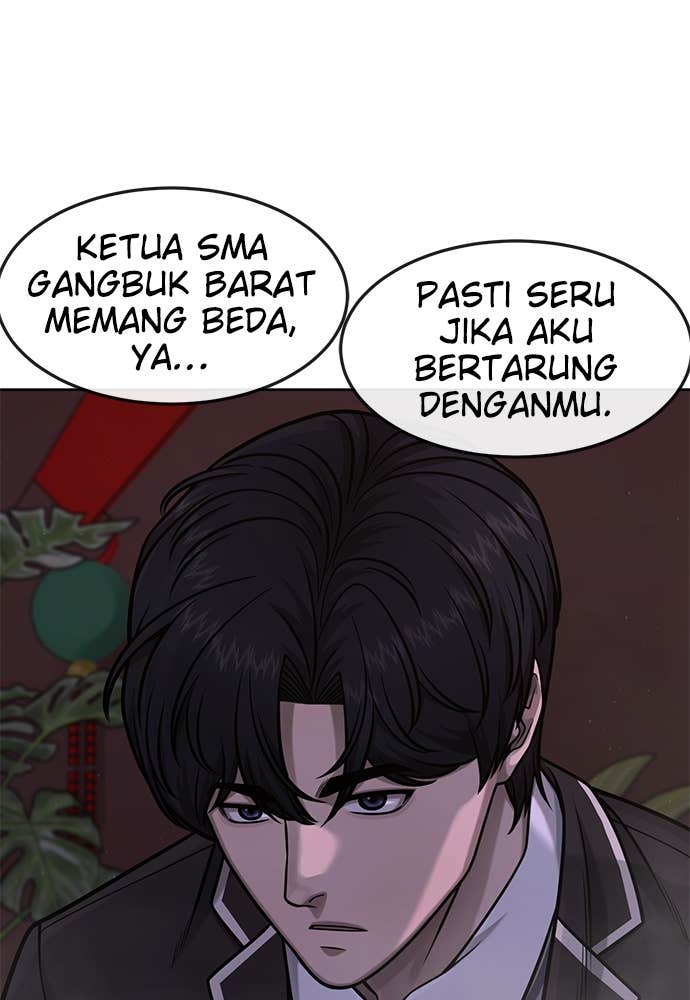 KETUA SMA
GANGBUK BARAT
MEMANG BEDA,
YA...
PASTI SERU
JIKA AKU
BERTARUNG
DENGANMU.